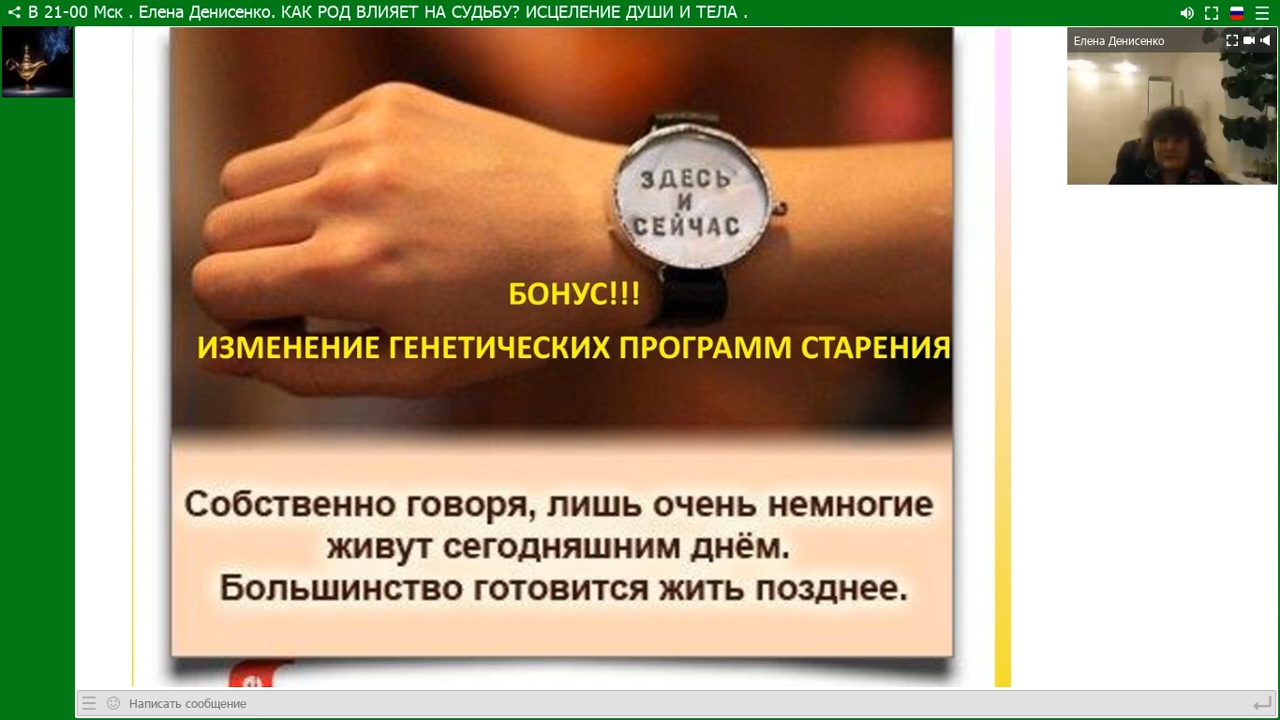 В 21-00 Мск . Елена Денисенко. КАК РОД ВЛИЯЕТ НА СУДЬБУ? ИСЦЕЛЕНИЕ ДУШИ И ТЕЛА .
Елена Денисенко
ЗДЕСЬ
И
СЕЙЧАС
БОНУС!!!
ИЗМЕНЕНИЕ ГЕНЕТИЧЕСКИХ ПРОГРАММ СТАРЕНИЯ
Собственно говоря, лишь очень немногие
живут сегодняшним днём.
Большинство готовится жить позднее.
Написать сообщение